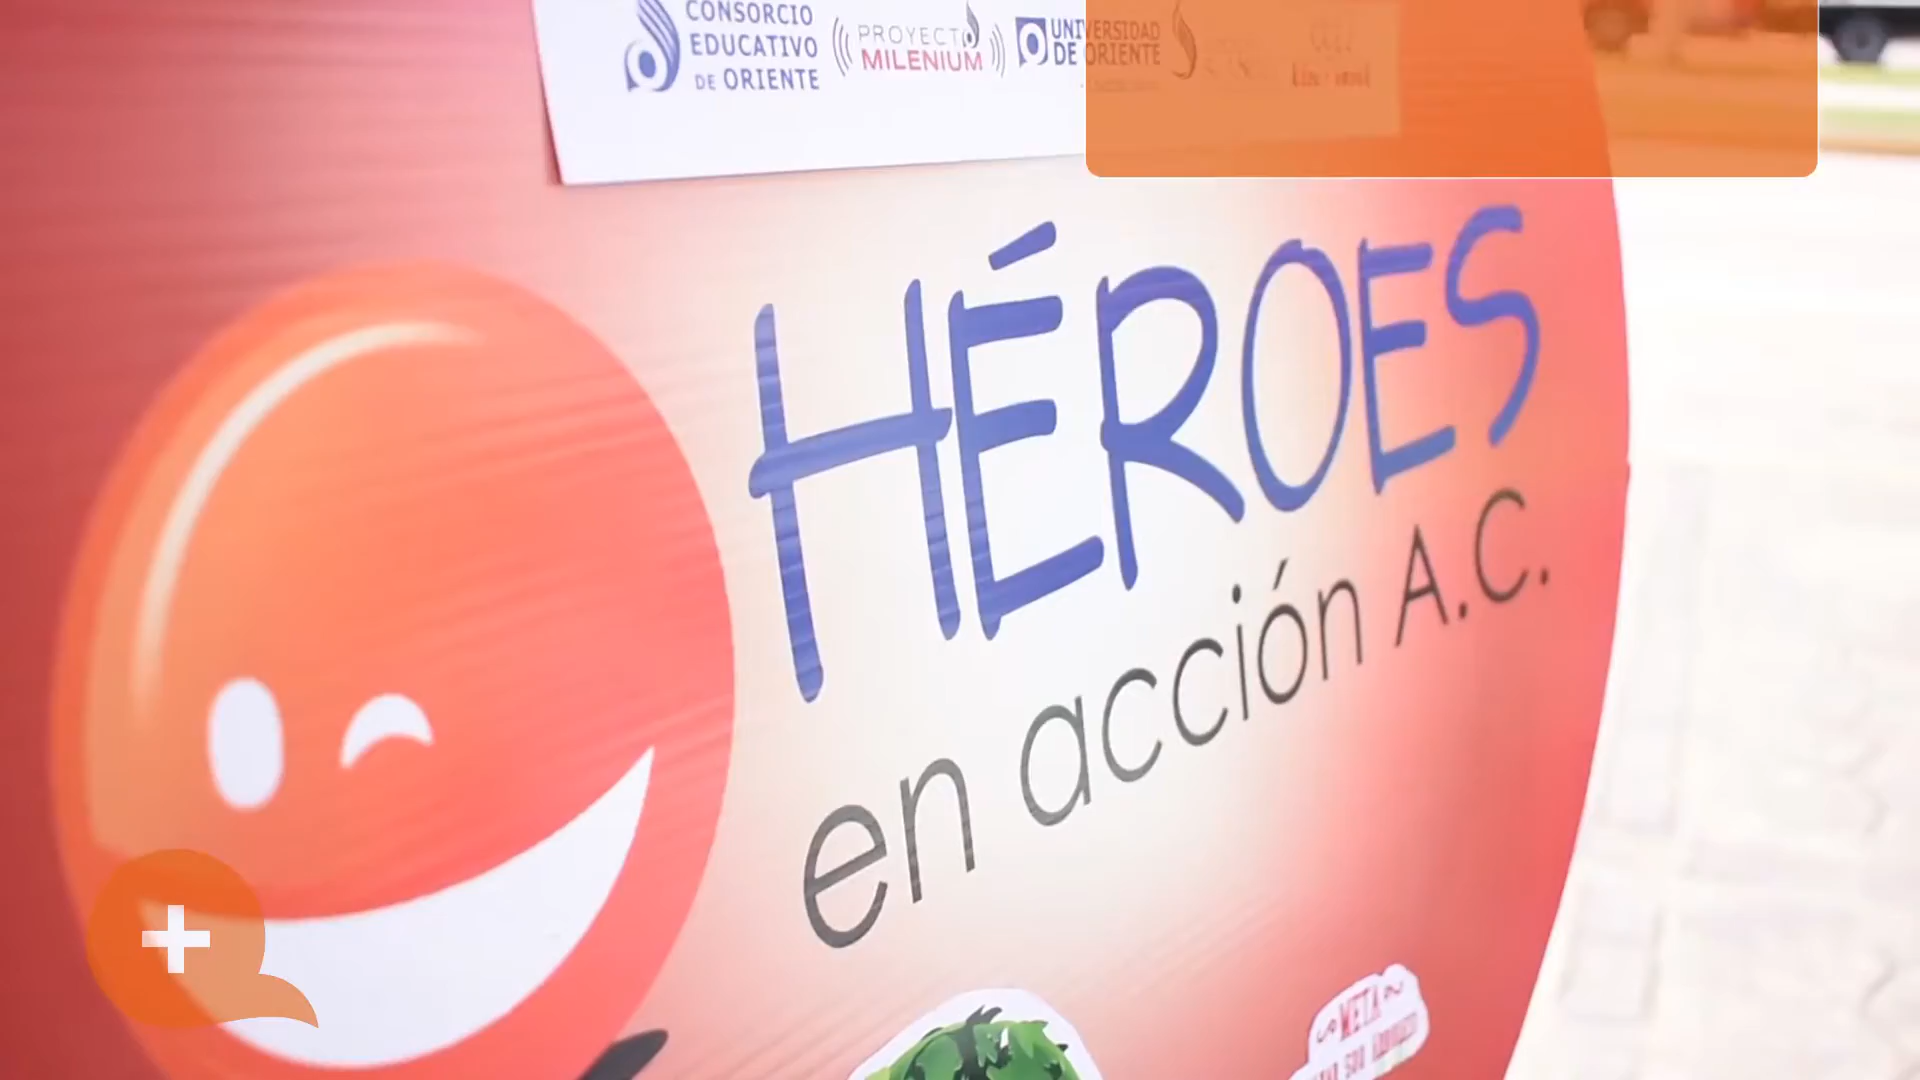 CONSORCIO
EDUCATIVO
DE ORIENTE
PROYECTO
MILENIUM
UNIVERSIDAD
DE ORIENTE
HÉROES
en acción A.C.
META